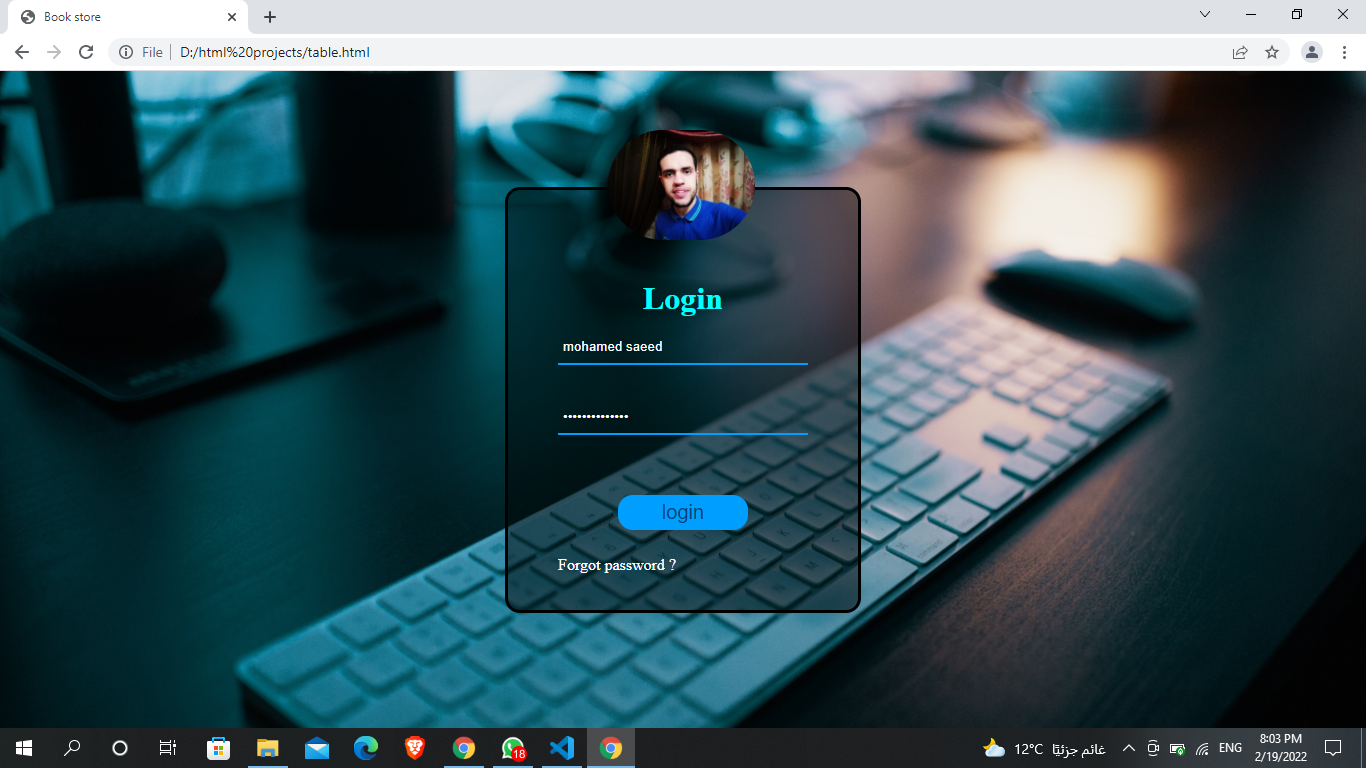 Book store
File
D:/html%20projects/table.html
Login
mohamed saeed
••••••••••••••
login
Forgot password ?
18
12°C غائم جزئيًا
ENG
8:03 PM
2/19/2022